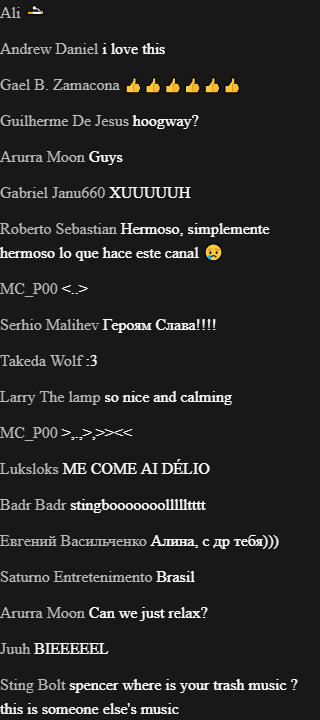 Ali 🚬
Andrew Daniel i love this
Gael B. Zamacona 👍👍👍👍👍👍
Guilherme De Jesus hoogway?
Arurra Moon Guys
Gabriel Janu660 XUUUUUH
Roberto Sebastian Hermoso, simplemente
hermoso lo que hace este canal 😥
MC_P00 <..>
Serhio Malihev Героям Слава!!!!
Takeda Wolf :3
Larry The lamp so nice and calming
MC_P00 >,.,>,>><<
Luksloks ME COME AI DÉLIO
Badr Badr stingbooooooolllllltttt
Евгений Васильченко Алина, с др тебя)))
Saturno Entretenimento Brasil
Arurra Moon Can we just relax?
Juuh BIEEEEEL
Sting Bolt spencer where is your trash music ?
this is someone else's music